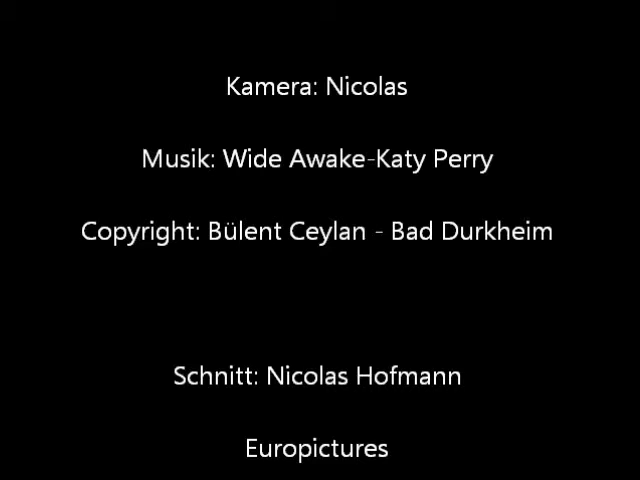 Kamera: Nicolas
Musik: Wide Awake-Katy Perry
Copyright: Bülent Ceylan - Bad Durkheim
Schnitt: Nicolas Hofmann
Europictures